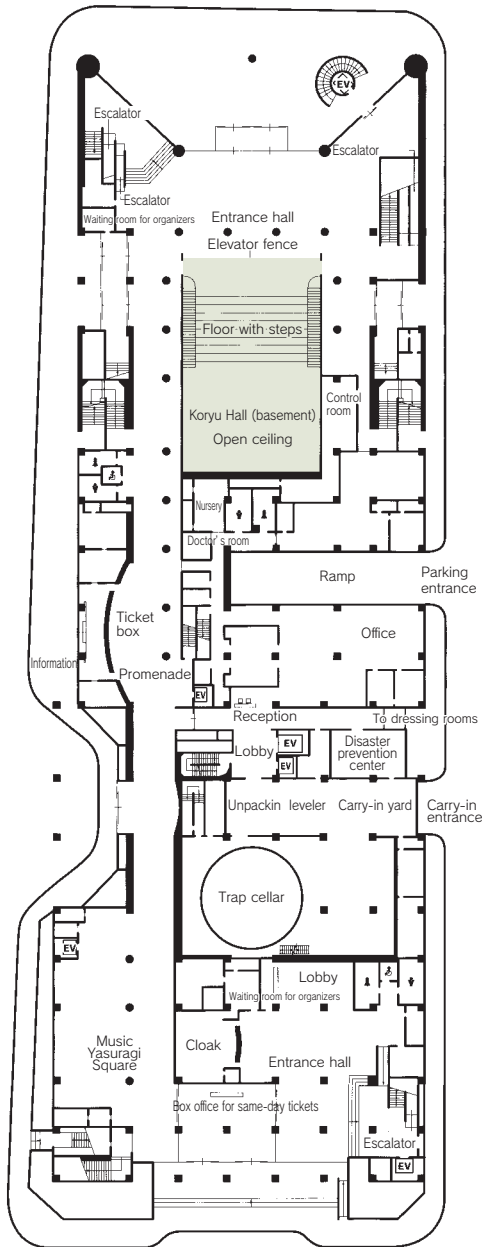 EV
Escalator
Escalator
Escalator
Waiting room for organizers
Entrance hall
Elevator fence
Floor with steps
Koryu Hall (basement)
Open ceiling
Control
room
Nursery
Doctor's room
Ramp
Parking
entrance
Ticket
box
Office
Information
Promenade
EV
Reception
To dressing rooms
Lobby
EV
EV
Disaster
prevention
center
Unpackin leveler
Carry-in yard
Carry-in
entrance
Trap cellar
EV
Lobby
Waiting room for organizers
Music
Yasuragi
Square
Cloak
Entrance hall
Box office for same-day tickets
Escalator
EV